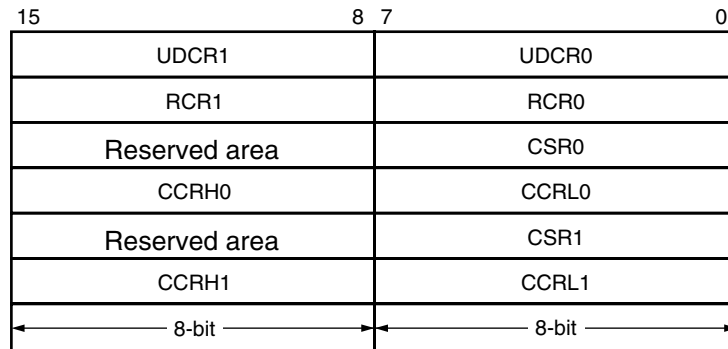 15 8 7 0
UDCR1 UDCR0
RCR1 RCR0
Reserved area CSR0
CCRH0 CCRL0
Reserved area CSR1
CCRH1 CCRL1
8-bit 8-bit